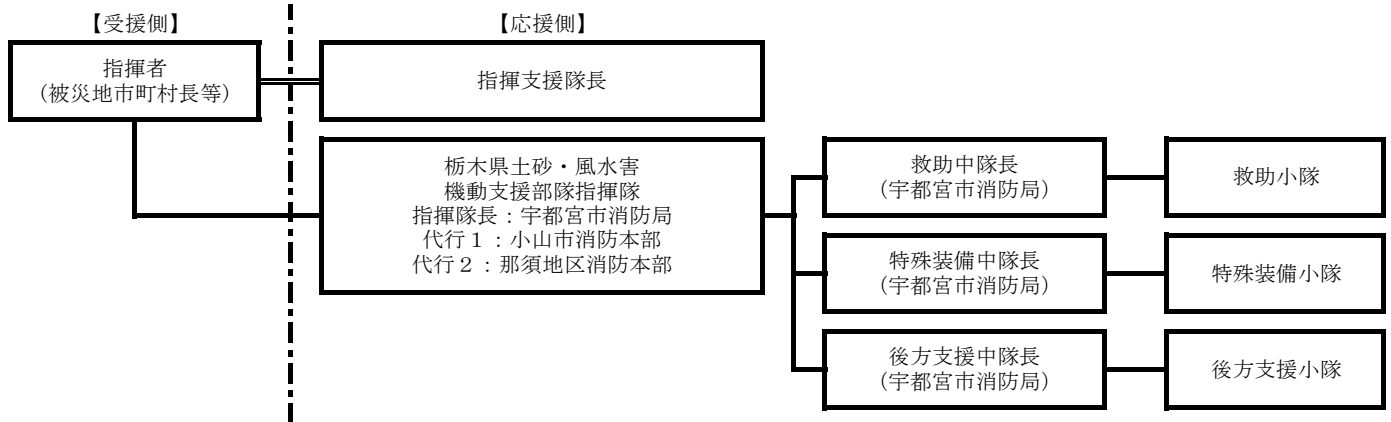 【受援側】
【応援側】
指揮者
(被災地市町村長等)
指揮支援隊長
栃木県土砂・風水害
機動支援部隊指揮隊
指揮隊長：宇都宮市消防局
代行１：小山市消防本部
代行２：那須地区消防本部
救助中隊長
(宇都宮市消防局)
救助小隊
特殊装備中隊長
(宇都宮市消防局)
特殊装備小隊
後方支援中隊長
(宇都宮市消防局)
後方支援小隊